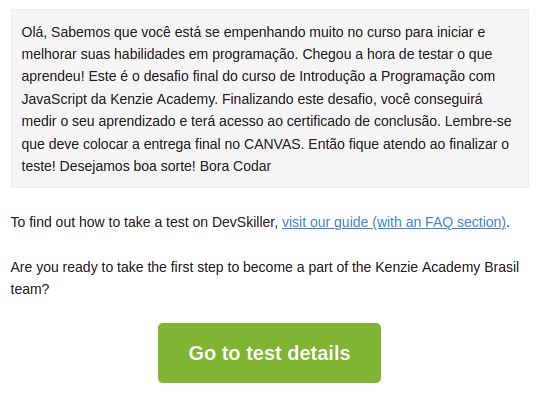 Olá, Sabemos que você está se empenhando muito no curso para iniciar e
melhorar suas habilidades em programação. Chegou a hora de testar o que
aprendeu! Este é o desafio final do curso de Introdução a Programação com
JavaScript da Kenzie Academy. Finalizando este desafio, você conseguirá
medir o seu aprendizado e terá acesso ao certificado de conclusão. Lembre-se
que deve colocar a entrega final no CANVAS. Então fique atendo ao finalizar o
teste! Desejamos boa sorte! Bora Codar
To find out how to take a test on DevSkiller, visit our guide (with an FAQ section).
Are you ready to take the first step to become a part of the Kenzie Academy Brasil
team?
Go to test details